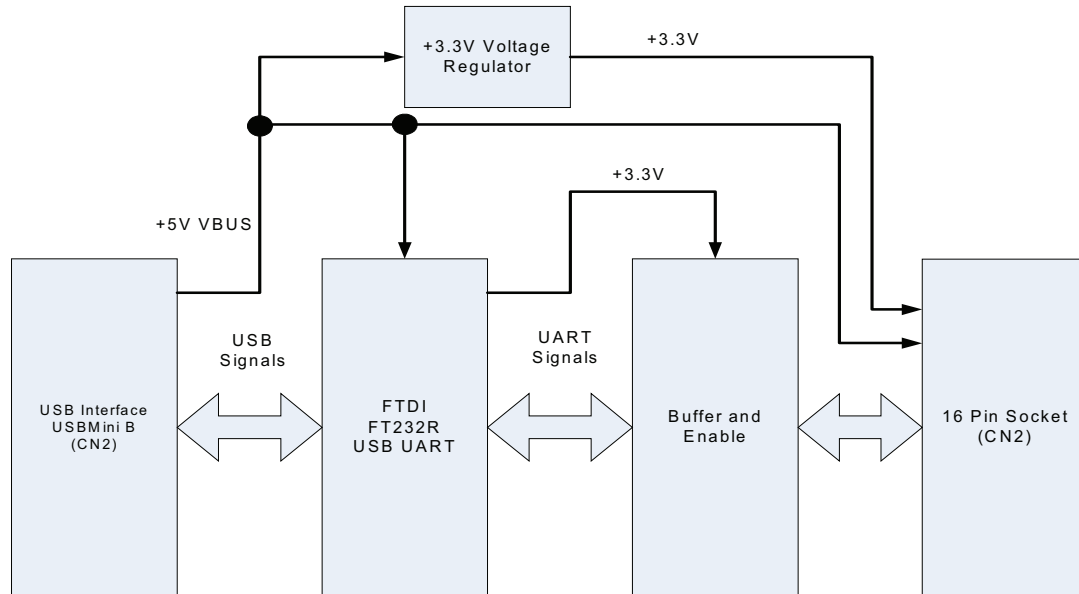 +3.3V Voltage
Regulator
+3.3V
+3.3V
+5V VBUS
USB
Signals
UART
Signals
USB Interface
USBMini B
(CN2)
FTDI
FT232R
USB UART
Buffer and
Enable
16 Pin Socket
(CN2)